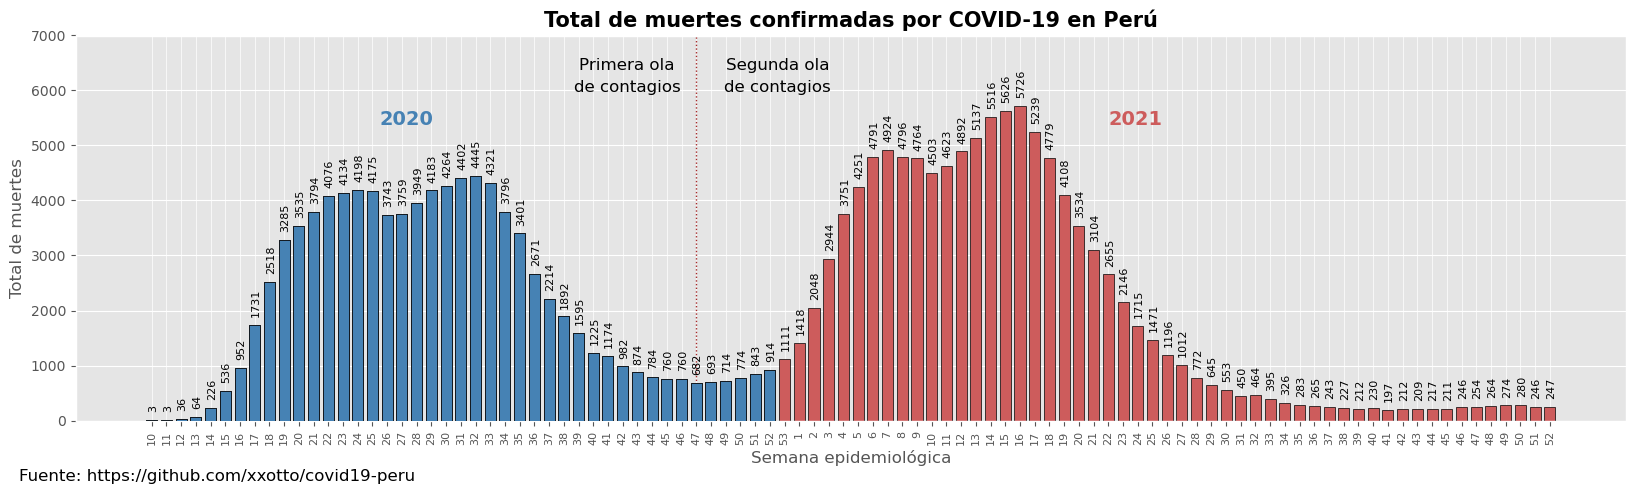 Total de muertes confirmadas por COVID-19 en Perú
7000
6000
5000
4000
3000
2000
1000
0
Total de muertes
Primera ola
de contagios
Segunda ola
de contagios
2020
2021
3 3 36 64 226 536 952 1731 2518 3285 3535 3794 4076 4134 4198 4175 3743 3759 3949 4183 4264 4402 4445 4321 3796 3401 2671 2214 1892 1595 1225 1174 982 874 784 760 760 682 693 714 774 843 914 1111 1418 2048 2944 3751 4251 4791 4924 4796 4764 4503 4623 4892 5137 5516 5626 5726 5239 4779 4108 3534 3104 2655 2146 1715 1471 1196 1012 772 645 553 450 464 395 326 283 265 243 227 212 230 197 212 209 217 211 246 254 264 274 280 246 247
10 11 12 13 14 15 16 17 18 19 20 21 22 23 24 25 26 27 28 29 30 31 32 33 34 35 36 37 38 39 40 41 42 43 44 45 46 47 48 49 50 51 52 53 1 2 3 4 5 6 7 8 9 10 11 12 13 14 15 16 17 18 19 20 21 22 23 24 25 26 27 28 29 30 31 32 33 34 35 36 37 38 39 40 41 42 43 44 45 46 47 48 49 50 51 52
Semana epidemiológica
Fuente: https://github.com/xxotto/covid19-peru